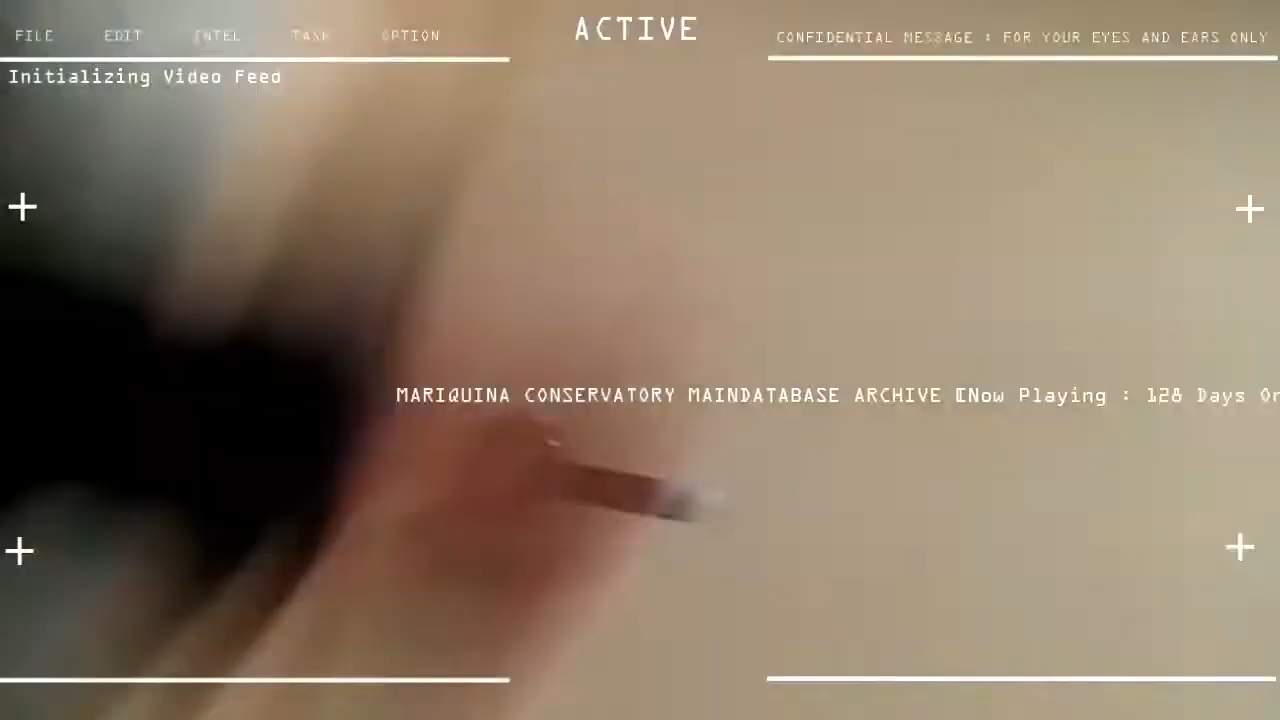 FILE EDIT INTEL TASK OPTION
ACTIVE
CONFIDENTIAL MESSAGE : FOR YOUR EYES AND EARS ONLY
Initializing Video Feed
MARIQUINA CONSERVATORY MAINDATABASE ARCHIVE [Now Playing : 128 Days Or